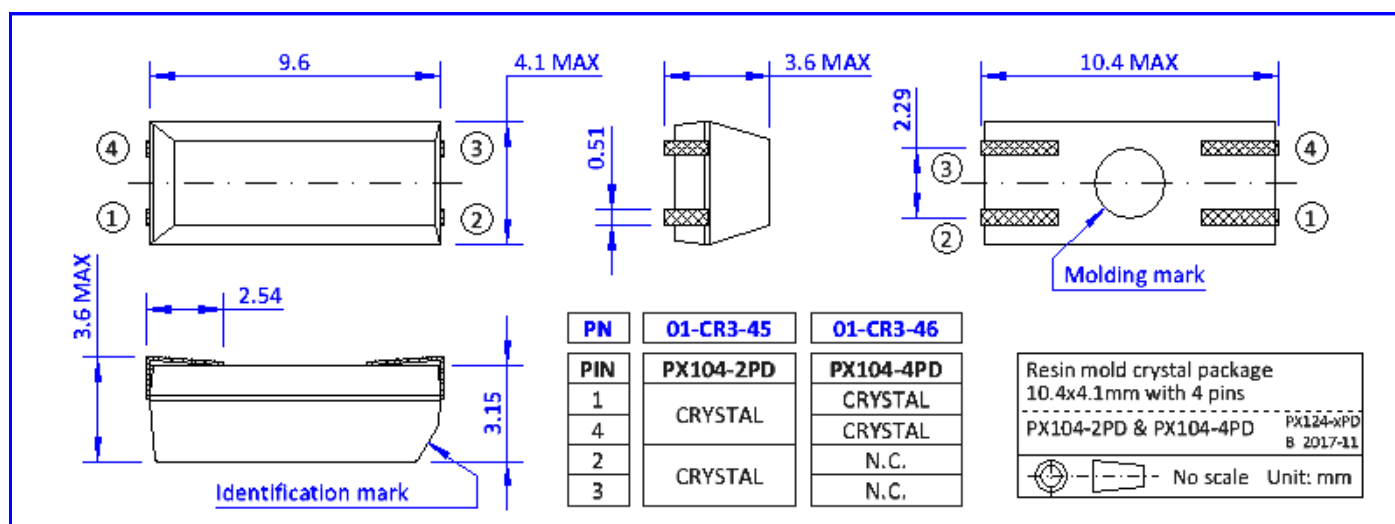 9.6
4.1 MAX
3.6 MAX
10.4 MAX
4
3
1
2
0.51
2.29
3
4
2
1
Molding mark
3.6 MAX
2.54
3.15
Identification mark
PN 01-CR3-45 01-CR3-46
PIN PX104-2PD PX104-4PD
1 CRYSTAL CRYSTAL
4 CRYSTAL
2 CRYSTAL N.C.
3 N.C.
Resin mold crystal package
10.4x4.1mm with 4 pins
PX104-2PD & PX104-4PD PX124-xPD
B 2017-11
No scale Unit: mm